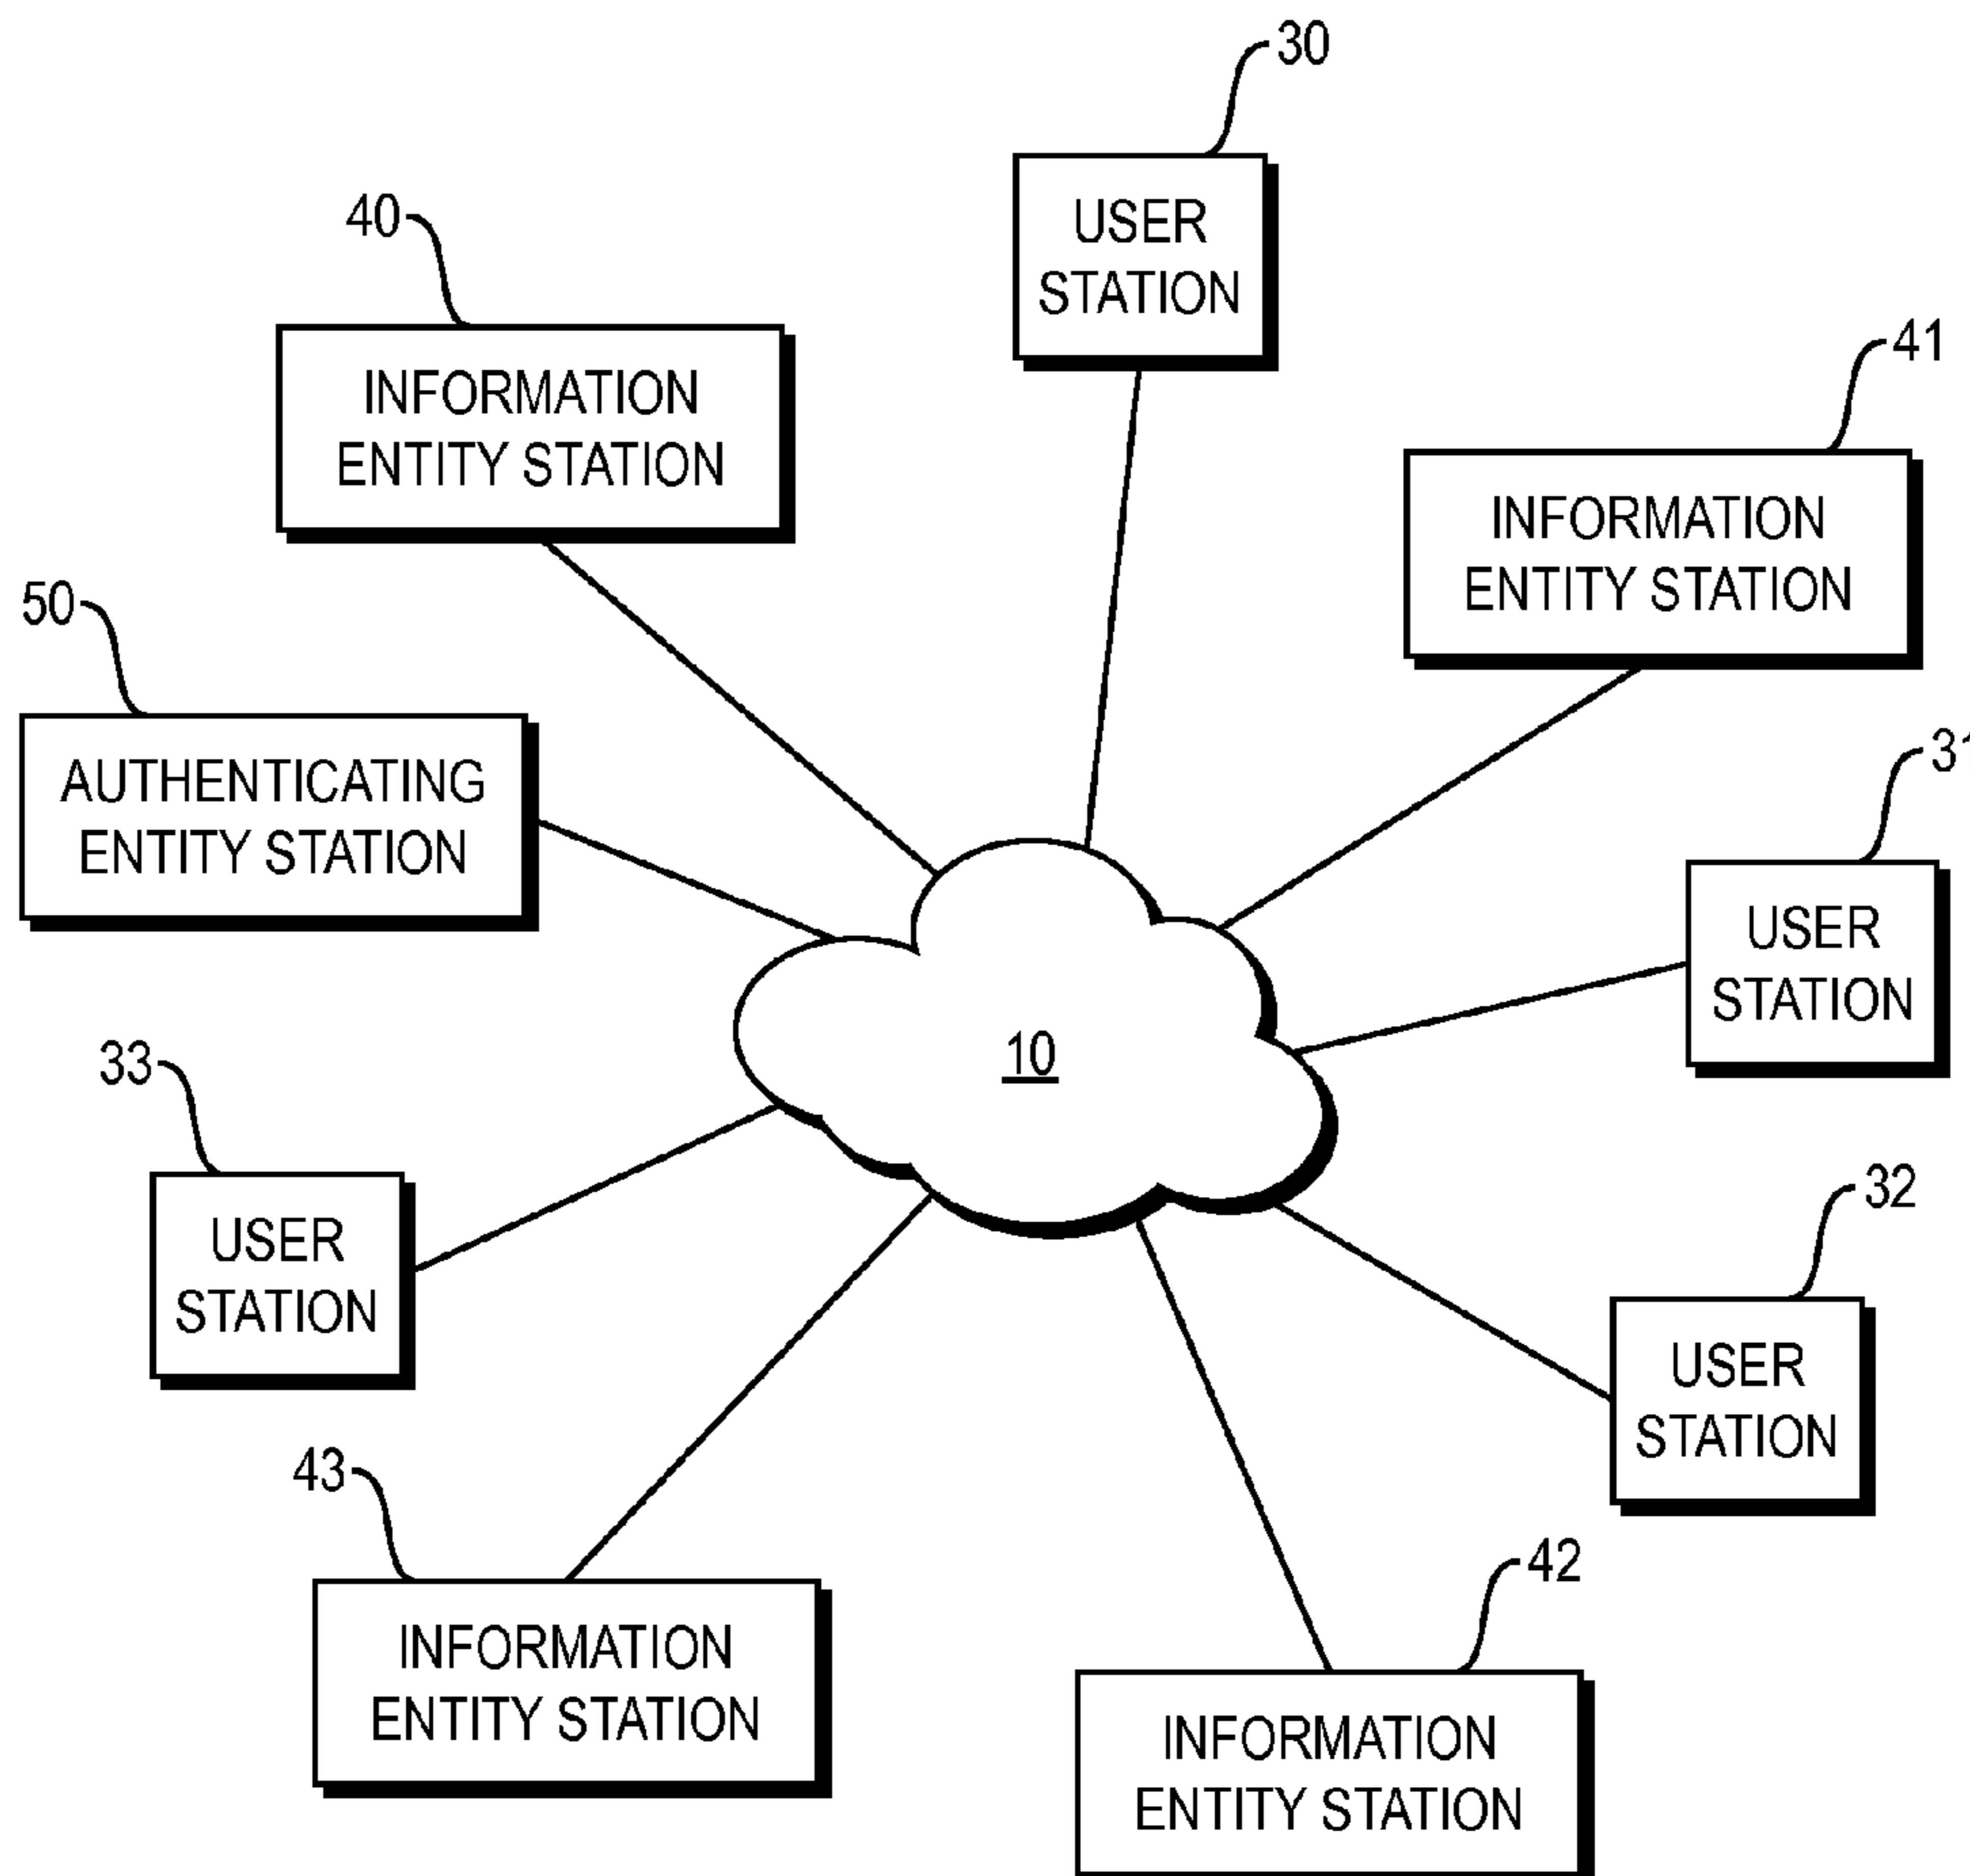 30
USER
STATION
40
INFORMATION
ENTITY STATION
41
INFORMATION
ENTITY STATION
50
AUTHENTICATING
ENTITY STATION
31
USER
STATION
10
33
USER
STATION
32
USER
STATION
43
INFORMATION
ENTITY STATION
42
INFORMATION
ENTITY STATION